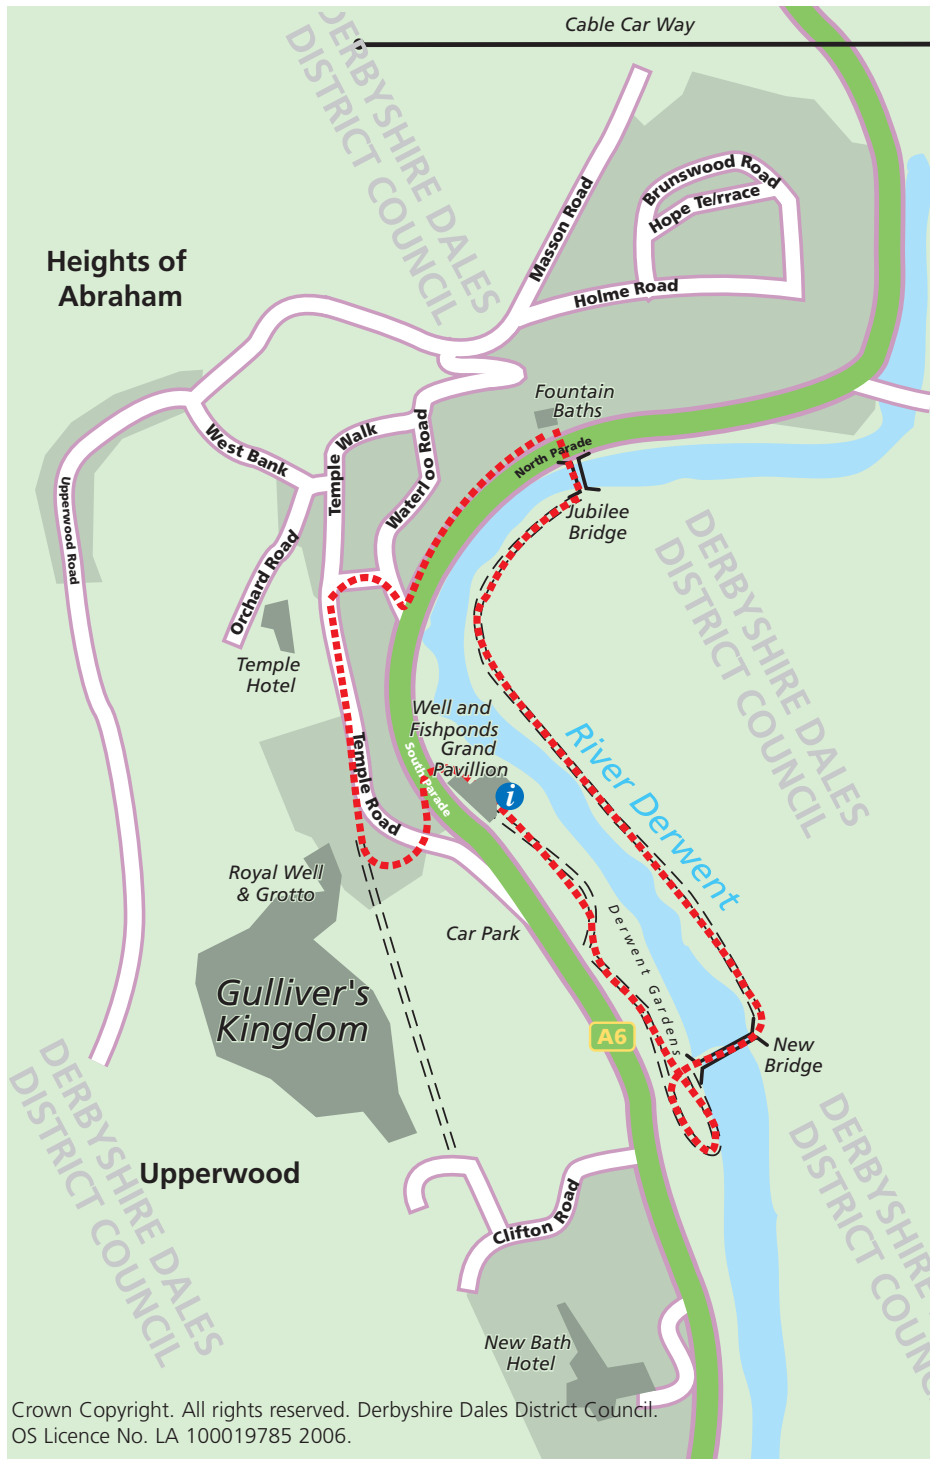 Cable Car Way
DERBYSHIRE DALES
DISTRICT COUNCIL
Brunswood Road
Hope Te/rrace
Masson Road
Heights of
Abraham
Holme Road
Fountain
Baths
West Bank
Temple Walk
Waterloo Road
North Parade
Upperwood Road
Jubilee
Bridge
DERBYSHIRE DALES
DISTRICT COUNCIL
Orchard Road
Temple
Hotel
Well and
Fishponds
Grand
Pavillion
River Derwent
Temple Road
South Parade
i
Royal Well
& Grotto
Car Park
Derwent Gardens
Gulliver's
Kingdom
A6
New
Bridge
DERBYSHIRE DALES
DISTRICT COUNCIL
DERBYSHIRE
DISTRICT COUN
Upperwood
Clifton Road
New Bath
Hotel
Crown Copyright. All rights reserved. Derbyshire Dales District Council.
OS Licence No. LA 100019785 2006.